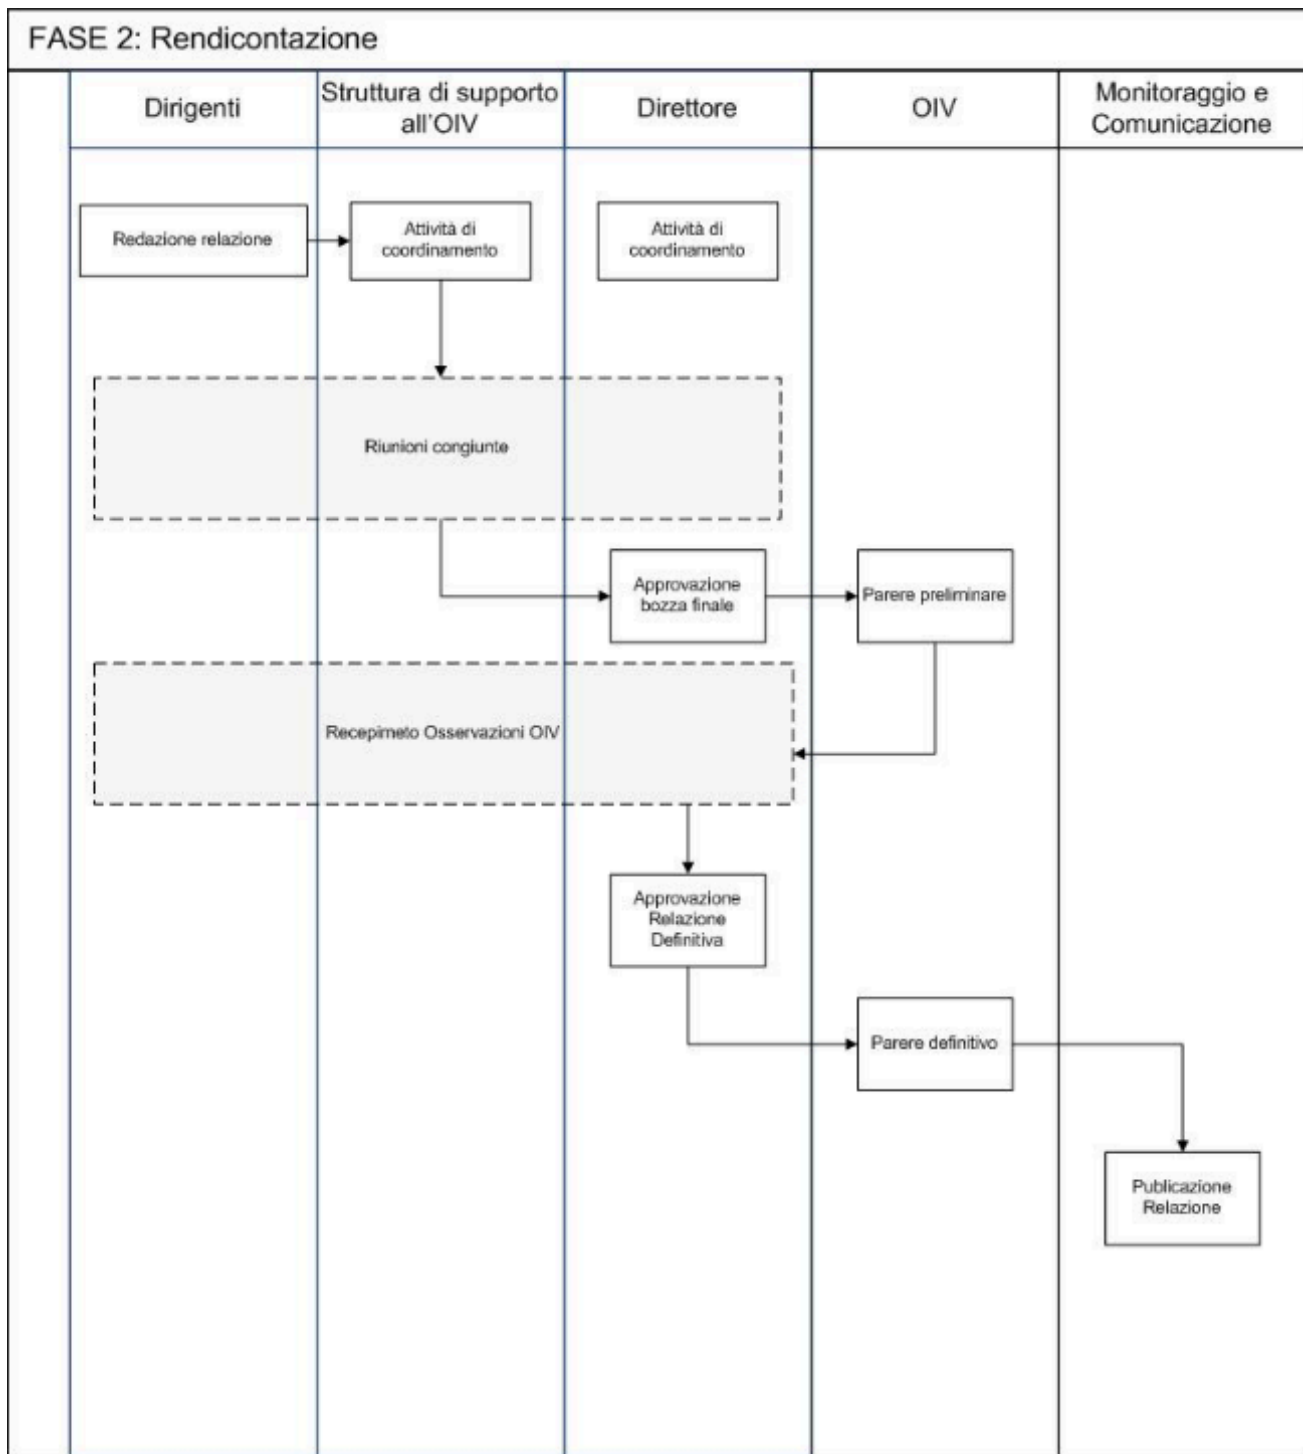 FASE 2: Rendicontazione
Dirigenti
Struttura di supporto
all'OIV
Direttore
OIV
Monitoraggio e
Comunicazione
Redazione relazione
Attività di
coordinamento
Attività di
coordinamento
Riunioni congiunte
Approvazione
bozza finale
Parere preliminare
Recepimeto Osservazioni OIV
Approvazione
Relazione
Definitiva
Parere definitivo
Publicazione
Relazione